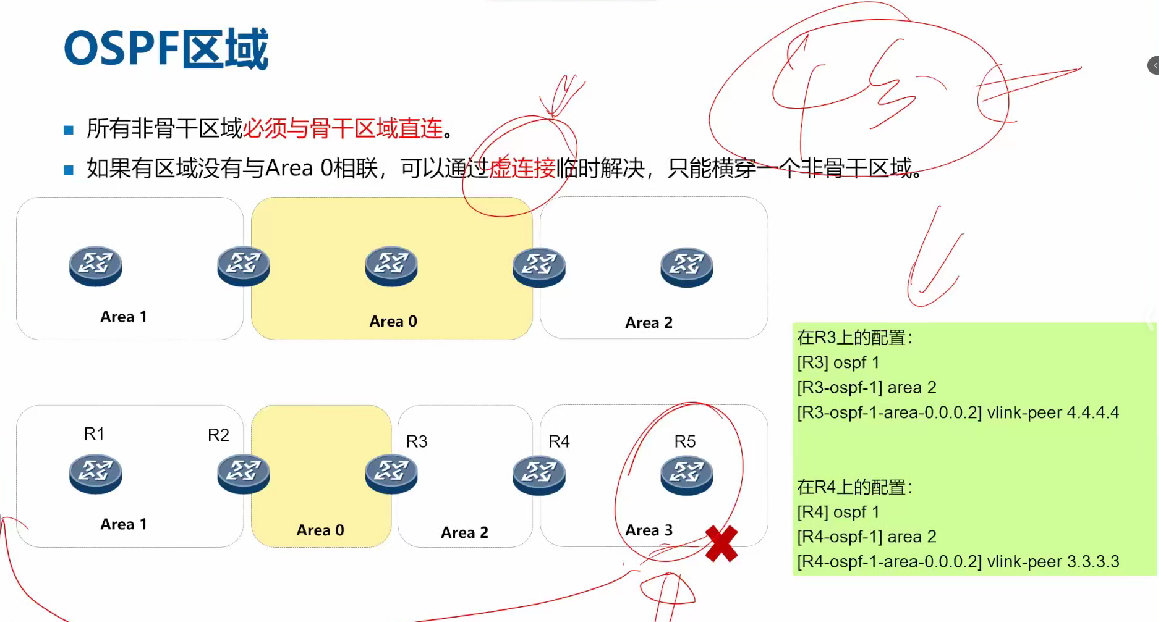 OSPF区域
所有非骨干区域必须与骨干区域直连。
如果有区域没有与Area 0相联，可以通过虚连接临时解决，只能横穿一个非骨干区域。
Area 1
Area 0
Area 2
在R3上的配置：
[R3] ospf 1
[R3-ospf-1] area 2
[R3-ospf-1-area-0.0.0.2] vlink-peer 4.4.4.4
R1
R2
R3
R4
R5
Area 1
Area 0
Area 2
Area 3
在R4上的配置：
[R4] ospf 1
[R4-ospf-1] area 2
[R4-ospf-1-area-0.0.0.2] vlink-peer 3.3.3.3